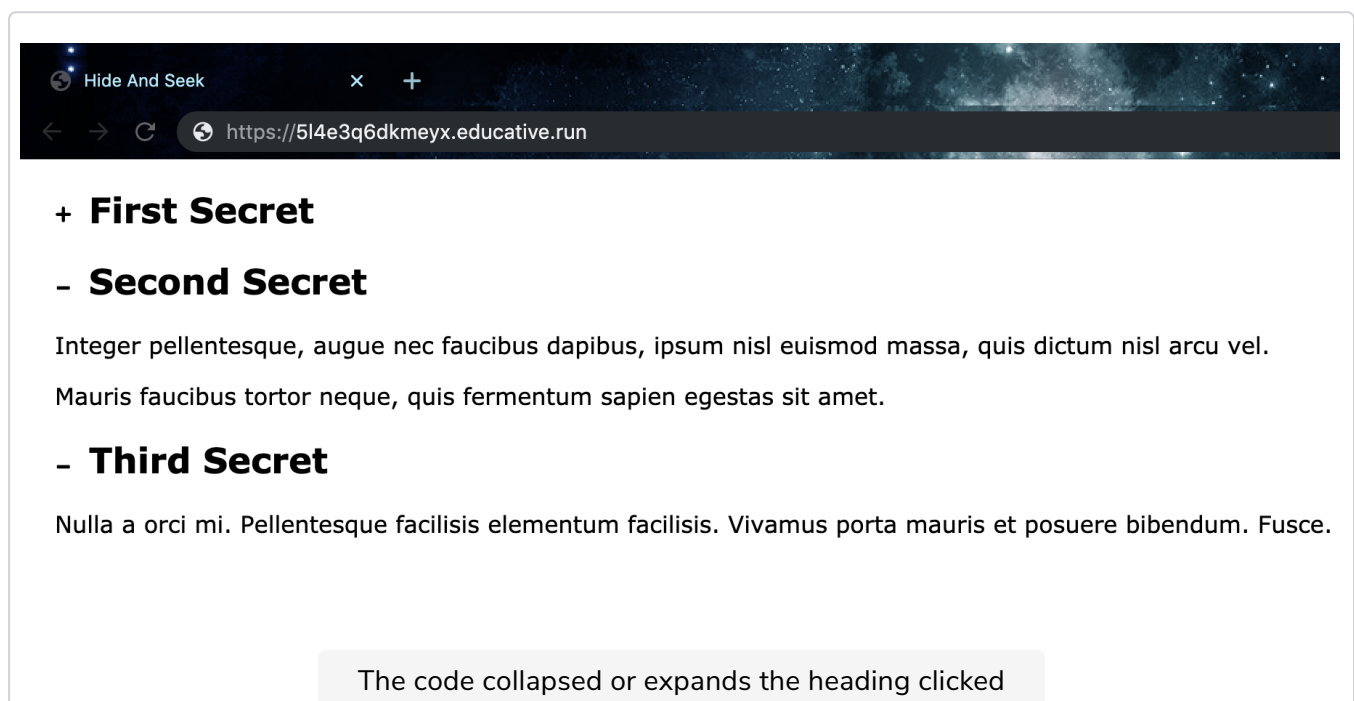 Hide And Seek
https://5l4e3q6dkmeyx.educative.run
+ First Secret
– Second Secret
Integer pellentesque, augue nec faucibus dapibus, ipsum nisl euismod massa, quis dictum nisl arcu vel.
Mauris faucibus tortor neque, quis fermentum sapien egestas sit amet.
– Third Secret
Nulla a orci mi. Pellentesque facilisis elementum facilisis. Vivamus porta mauris et posuere bibendum. Fusce.
The code collapsed or expands the heading clicked